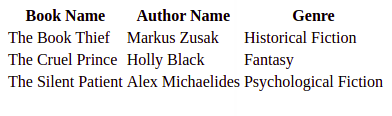 Book Name Author Name Genre
The Book Thief Markus Zusak Historical Fiction
The Cruel Prince Holly Black Fantasy
The Silent Patient Alex Michaelides Psychological Fiction